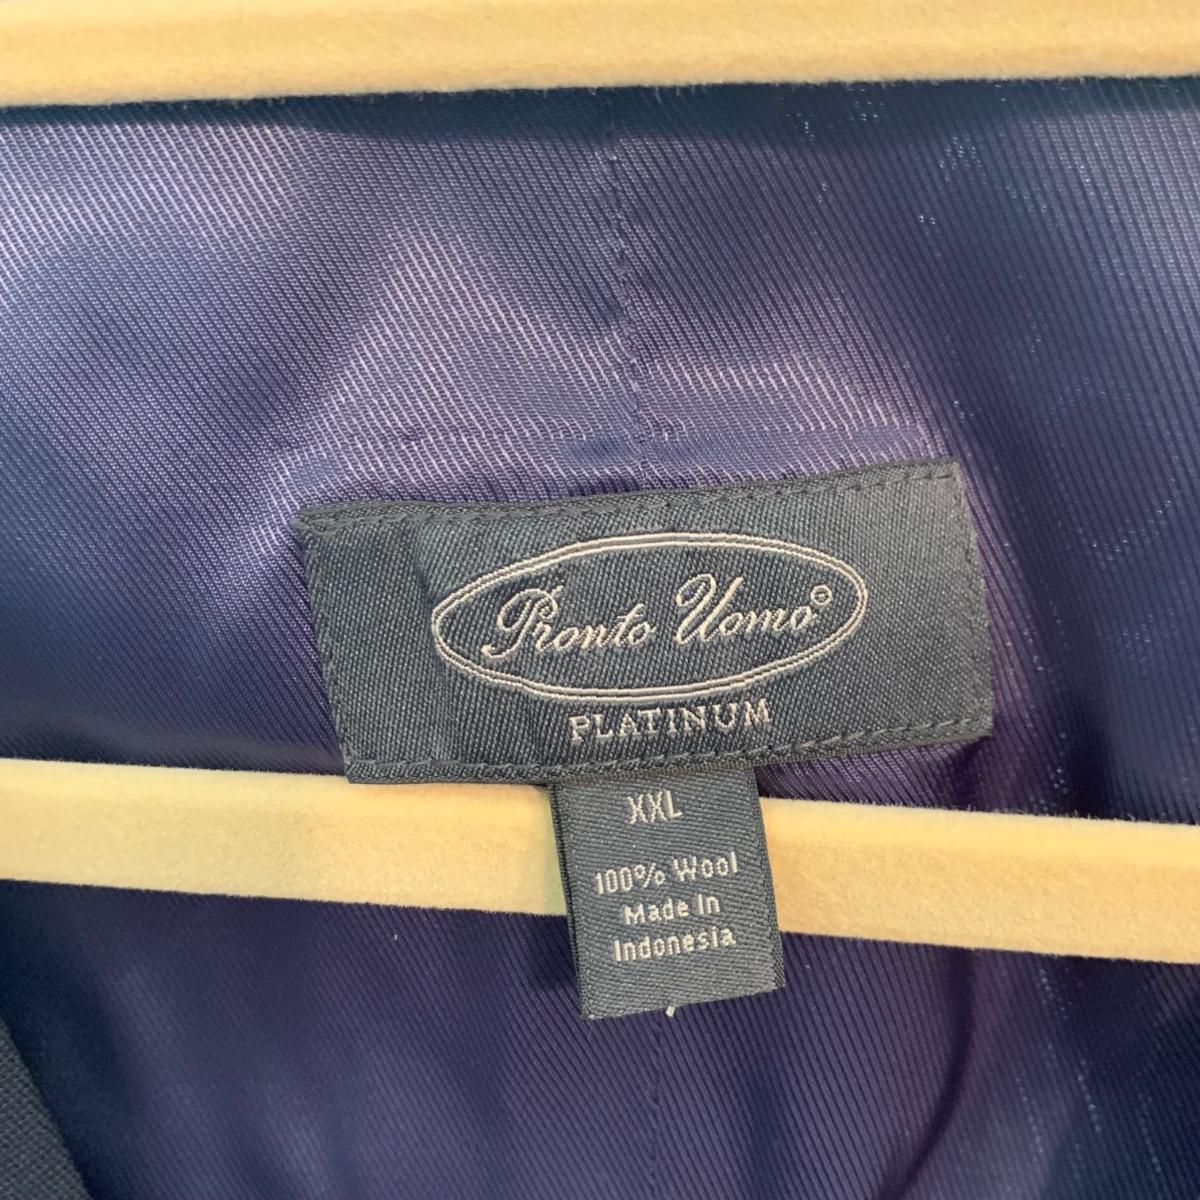 Pronto Uomo®
PLATINUM
XXL
100% Wool
Made In
Indonesia